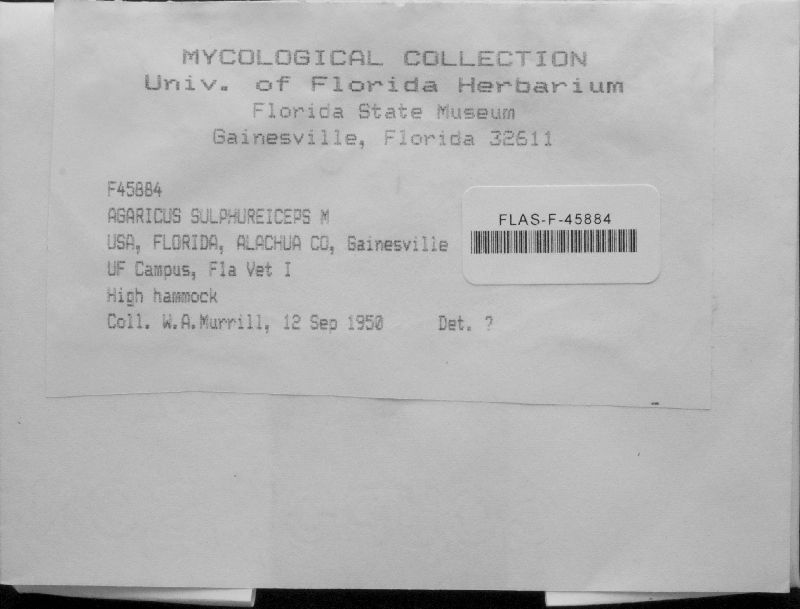 MYCOLOGICAL COLLECTION
Univ. of Florida Herbarium
Florida State Museum
Gainesville, Florida 32611
F45884
AGARICUS SULPHUREICEPS M
USA, FLORIDA, ALACHUA CO, Gainesville
UF Campus, Fla Vet I
High hammock
Coll. W.A.Murrill, 12 Sep 1950 Det. ?
FLAS-F-45884